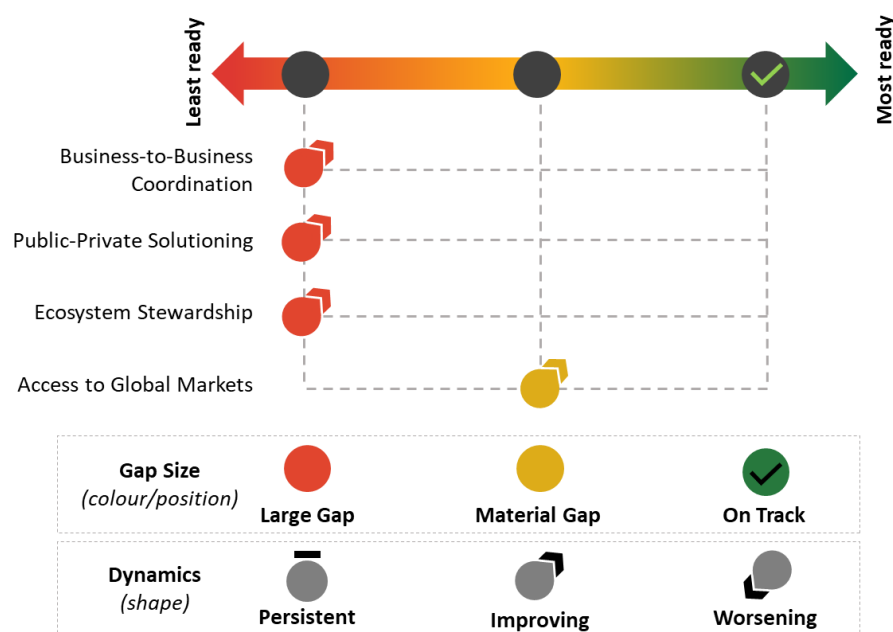 Least ready
Most ready
Business-to-Business
Coordination
Public-Private Solutioning
Ecosystem Stewardship
Access to Global Markets
Gap Size
(colour/position)
Large Gap
Material Gap
On Track
Dynamics
(shape)
Persistent
Improving
Worsening